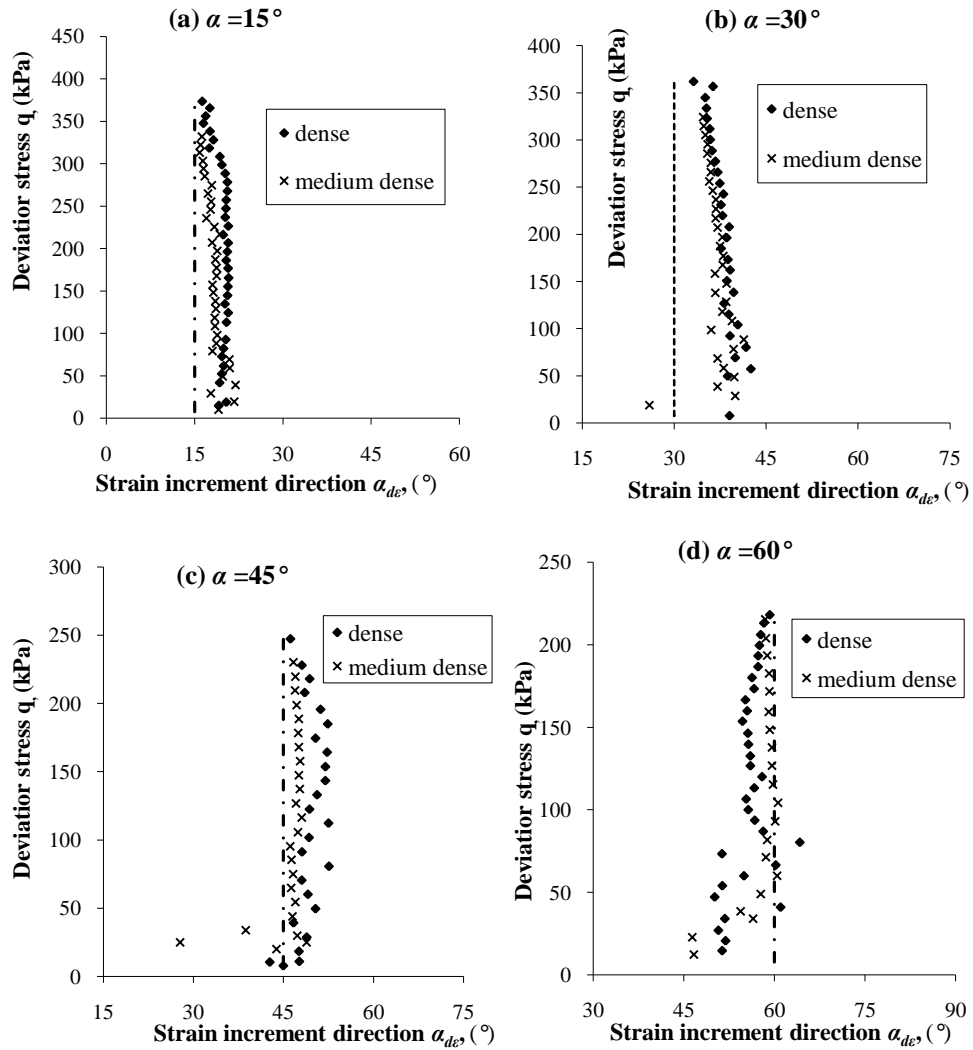 (a) α =15°
450
400
350
300
250
200
150
100
50
0
Deviatior stress q, (kPa)
dense
medium dense
0 15 30 45 60
Strain increment direction αdε, (°)
(b) α =30°
400
350
300
250
200
150
100
50
0
Deviatior stress q, (kPa)
dense
medium dense
15 30 45 60 75
Strain increment direction αdε, (°)
(c) α =45°
300
250
200
150
100
50
0
Deviatior stress q, (kPa)
dense
medium dense
15 30 45 60 75
Strain increment direction αdε, (°)
(d) α =60°
250
200
150
100
50
0
Deviatior stress q, (kPa)
dense
medium dense
30 45 60 75 90
Strain increment direction αdε, (°)